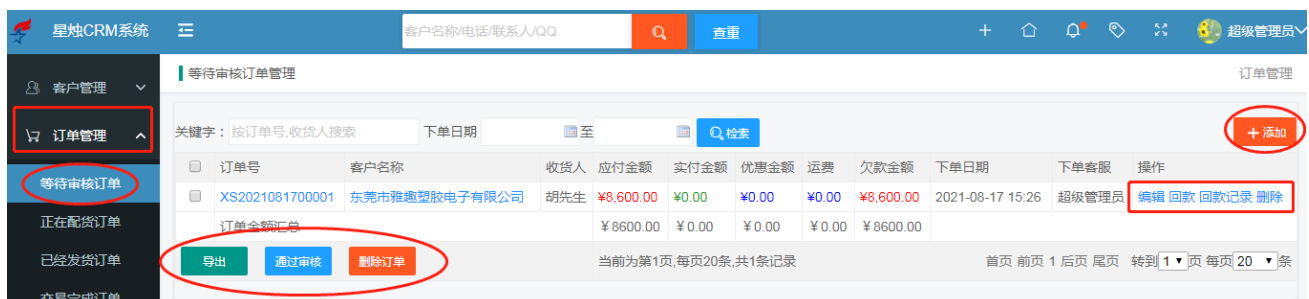 星烛CRM系统
客户名称/电话/联系人/QQ
查重
超级管理员
客户管理
等待审核订单管理
订单管理
订单管理
关键字：按订单号,收货人搜索 下单日期 至 检索
+ 添加
等待审核订单
订单号 客户名称 收货人 应付金额 实付金额 优惠金额 运费 欠款金额 下单日期 下单客服 操作
XS2021081700001 东莞市雅趣塑胶电子有限公司 胡先生 ¥8,600.00 ¥0.00 ¥0.00 ¥0.00 ¥8,600.00 2021-08-17 15:26 超级管理员 编辑 回款 回款记录 删除
正在配货订单
订单金额汇总 ¥8600.00 ¥0.00 ¥0.00 ¥0.00 ¥8600.00
已经发货订单
导出 通过审核 删除订单 当前为第1页,每页20条,共1条记录 首页 前页 1 后页 尾页 转到 1 页 每页 20 条
交易完成订单